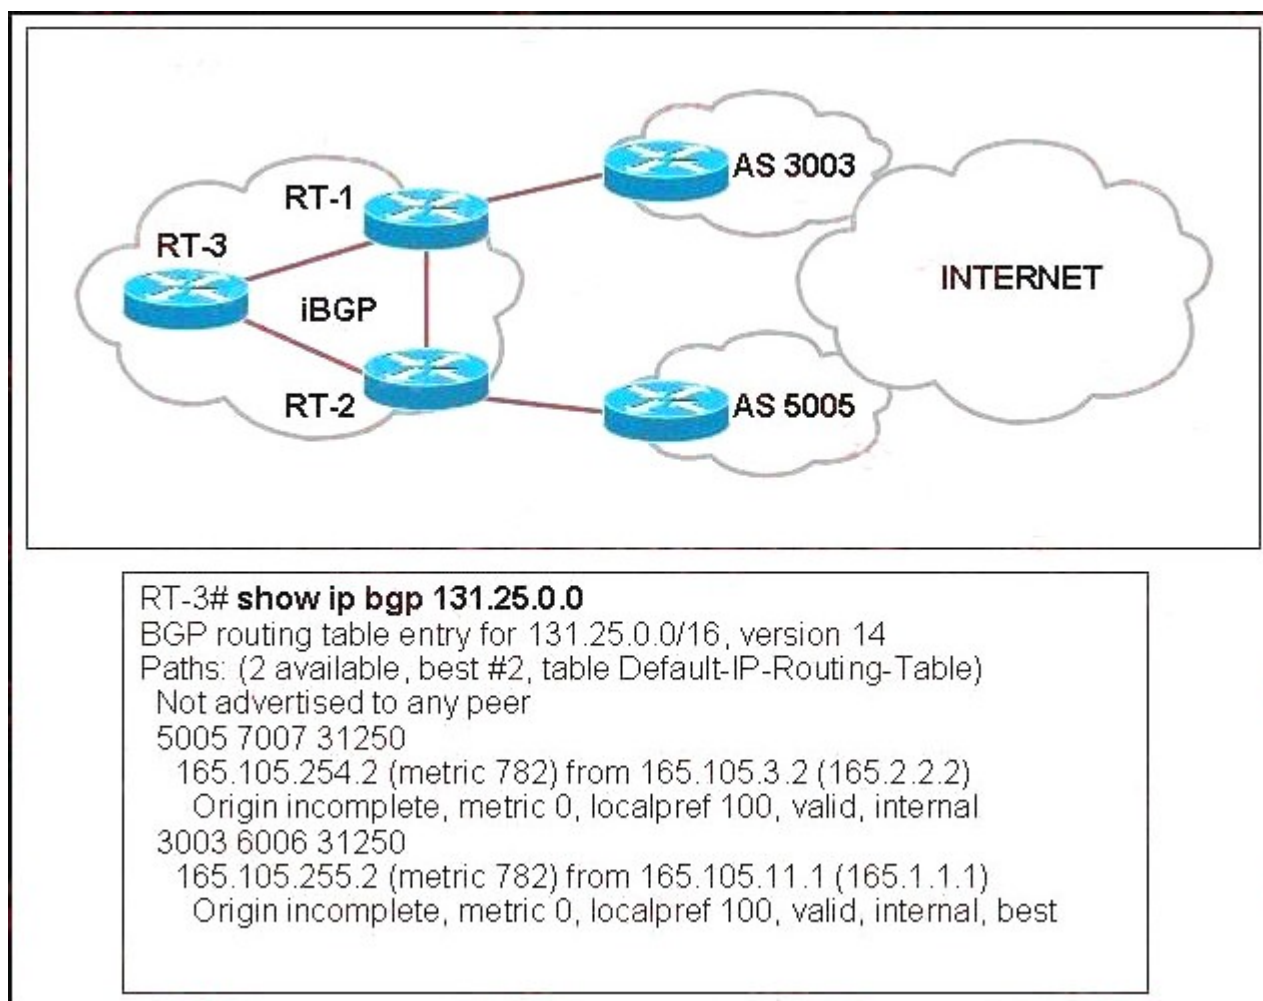 AS 3003
RT-1
RT-3
INTERNET
iBGP
RT-2
AS 5005
RT-3# show ip bgp 131.25.0.0
BGP routing table entry for 131.25.0.0/16, version 14
Paths: (2 available, best #2, table Default-IP-Routing-Table)
Not advertised to any peer
5005 7007 31250
165.105.254.2 (metric 782) from 165.105.3.2 (165.2.2.2)
Origin incomplete, metric 0, localpref 100, valid, internal
3003 6006 31250
165.105.255.2 (metric 782) from 165.105.11.1 (165.1.1.1)
Origin incomplete, metric 0, localpref 100, valid, internal, best